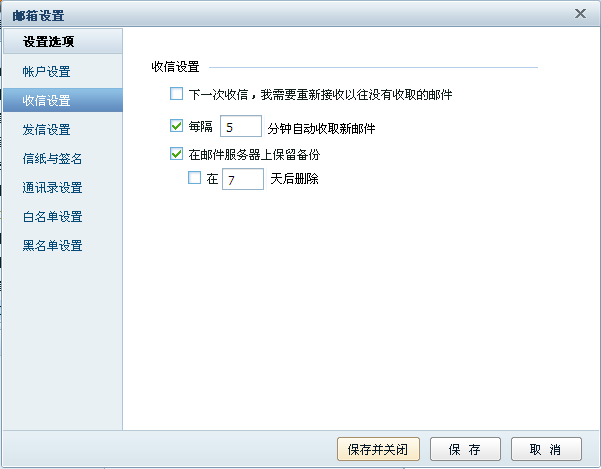 邮箱设置
设置选项
帐户设置
收信设置
发信设置
信纸与签名
通讯录设置
白名单设置
黑名单设置
收信设置
下一次收信，我需要重新接收以往没有收取的邮件
每隔 5 分钟自动收取新邮件
在邮件服务器上保留备份
在 7 天后删除
保存并关闭 保 存 取 消